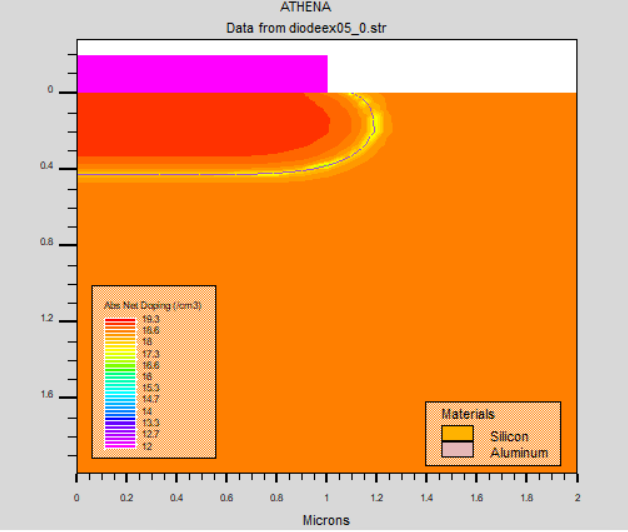 ATHENA
Data from diodeex05_0.str
0
0.4
0.8
1.2
1.6
Abs Net Doping (/cm3)
19.3
18.6
18
17.3
16.6
16
15.3
14.7
14
13.3
12.7
12
Materials
Silicon
Aluminum
0 0.2 0.4 0.6 0.8 1 1.2 1.4 1.6 1.8 2
Microns